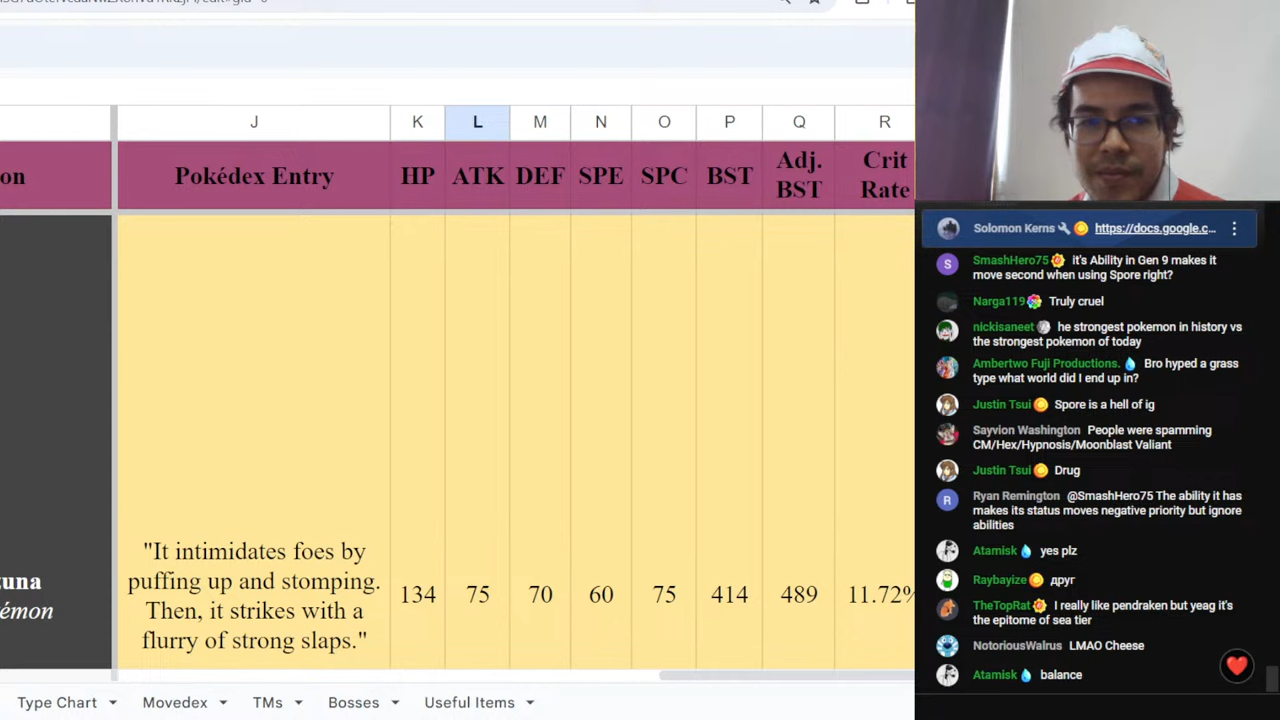 J
K
L
M
N
O
P
Q
R
on
Pokédex Entry
HP
ATK
DEF
SPE
SPC
BST
Adj.
BST
Crit
Rate
zuna
émon
"It intimidates foes by
puffing up and stomping.
Then, it strikes with a
flurry of strong slaps."
134
75
70
60
75
414
489
11.72%
Type Chart
Movedex
TMs
Bosses
Useful Items
Solomon Kerns https://docs.google.c...
S
SmashHero75 it's Ability in Gen 9 makes it
move second when using Spore right?
Narga119 Truly cruel
nickisaneet he strongest pokemon in history vs
the strongest pokemon of today
Ambertwo Fuji Productions. Bro hyped a grass
type what world did I end up in?
Justin Tsui Spore is a hell of ig
Sayvion Washington People were spamming
CM/Hex/Hypnosis/Moonblast Valiant
Justin Tsui Drug
R
Ryan Remington @SmashHero75 The ability it has
makes its status moves negative priority but ignore
abilities
Atamisk yes plz
Raybayize друг
TheTopRat I really like pendraken but yeag it's
the epitome of sea tier
NotoriousWalrus LMAO Cheese
Atamisk balance